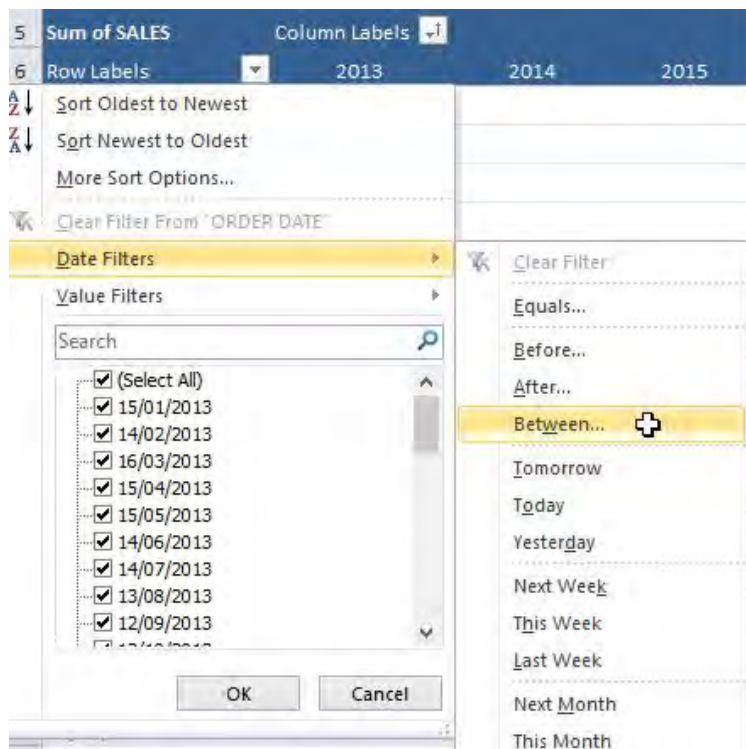 5 Sum of SALES Column Labels
6 Row Labels 2013 2014 2015
Sort Oldest to Newest
Sort Newest to Oldest
More Sort Options...
Clear Filter From "ORDER DATE"
Date Filters
Value Filters
Search
(Select All)
15/01/2013
14/02/2013
16/03/2013
15/04/2013
15/05/2013
14/06/2013
14/07/2013
13/08/2013
12/09/2013
OK Cancel
Clear Filter
Equals...
Before...
After...
Between...
Tomorrow
Today
Yesterday
Next Week
This Week
Last Week
Next Month
This Month